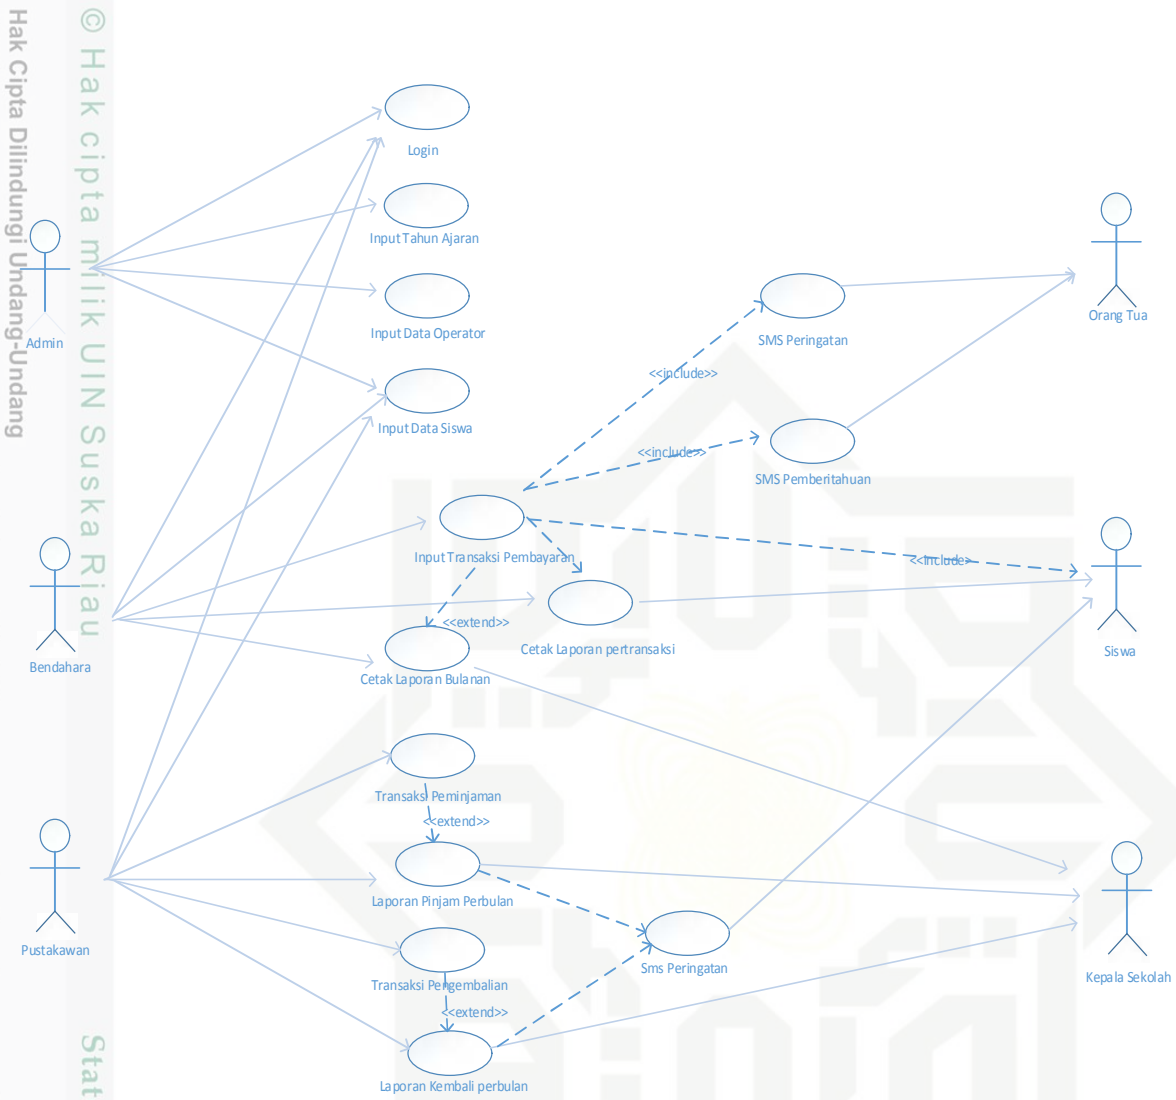 Hak Cipta Dilindungi Undang-Undang
© Hak cipta milik UIN Suska Riau
Stat
Login
Input Tahun Ajaran
Input Data Operator
Input Data Siswa
Admin
Orang Tua
SMS Peringatan
<<include>>
<<include>>
SMS Pemberitahuan
Input Transaksi Pembayaran
<<include>>
<<extend>>
Cetak Laporan pertransaksi
Siswa
Bendahara
Cetak Laporan Bulanan
Transaksi Peminjaman
<<extend>>
Laporan Pinjam Perbulan
Pustakawan
Sms Peringatan
Kepala Sekolah
Transaksi Pengembalian
<<extend>>
Laporan Kembali perbulan